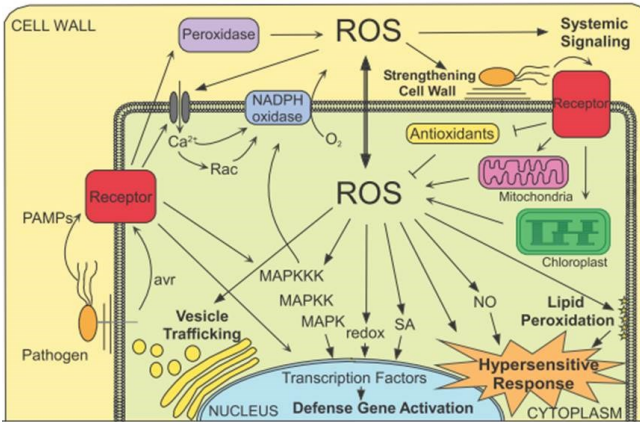 CELL WALL
Peroxidase
ROS
Systemic
Signaling
Strengthening
Cell Wall
Receptor
NADPH
oxidase
Ca²⁺
O₂
Rac
Antioxidants
Mitochondria
Receptor
ROS
PAMPs
Chloroplast
avr
MAPKKK
MAPKK
MAPK
redox
SA
NO
Vesicle
Trafficking
Lipid
Peroxidation
Pathogen
Hypersensitive
Response
Transcription Factors
Defense Gene Activation
NUCLEUS
CYTOPLASM